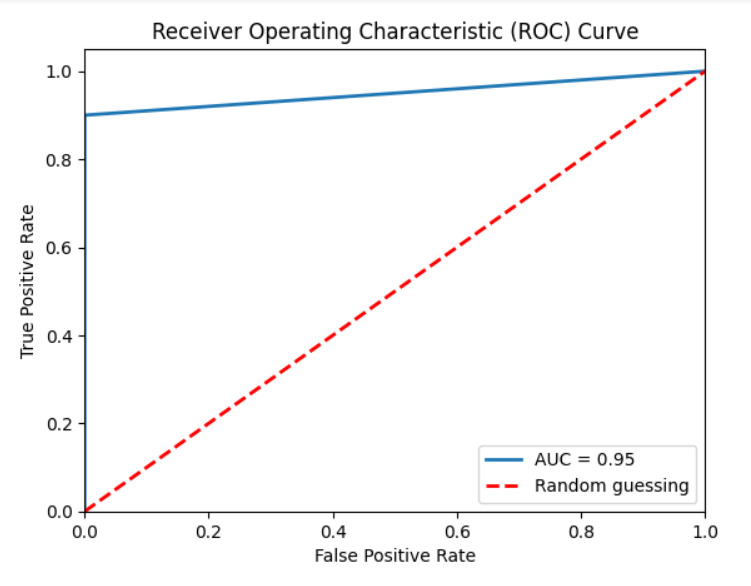 Receiver Operating Characteristic (ROC) Curve
1.0
0.8
0.6
0.4
0.2
0.0
True Positive Rate
0.0 0.2 0.4 0.6 0.8 1.0
False Positive Rate
AUC = 0.95
Random guessing